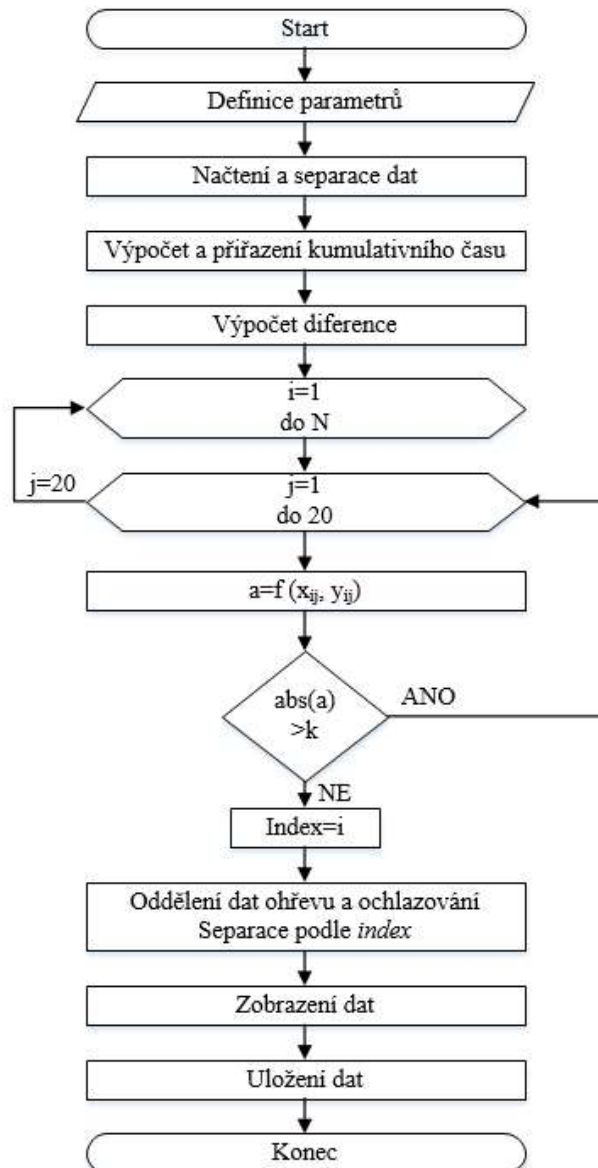 Start
Definice parametrů
Načtení a separace dat
Výpočet a přiřazení kumulativního času
Výpočet diference
i=1
do N
j=20
j=1
do 20
a=f (xij, yij)
abs(a)
>k
ANO
NE
Index=i
Oddělení dat ohřevu a ochlazování
Separace podle index
Zobrazení dat
Uložení dat
Konec